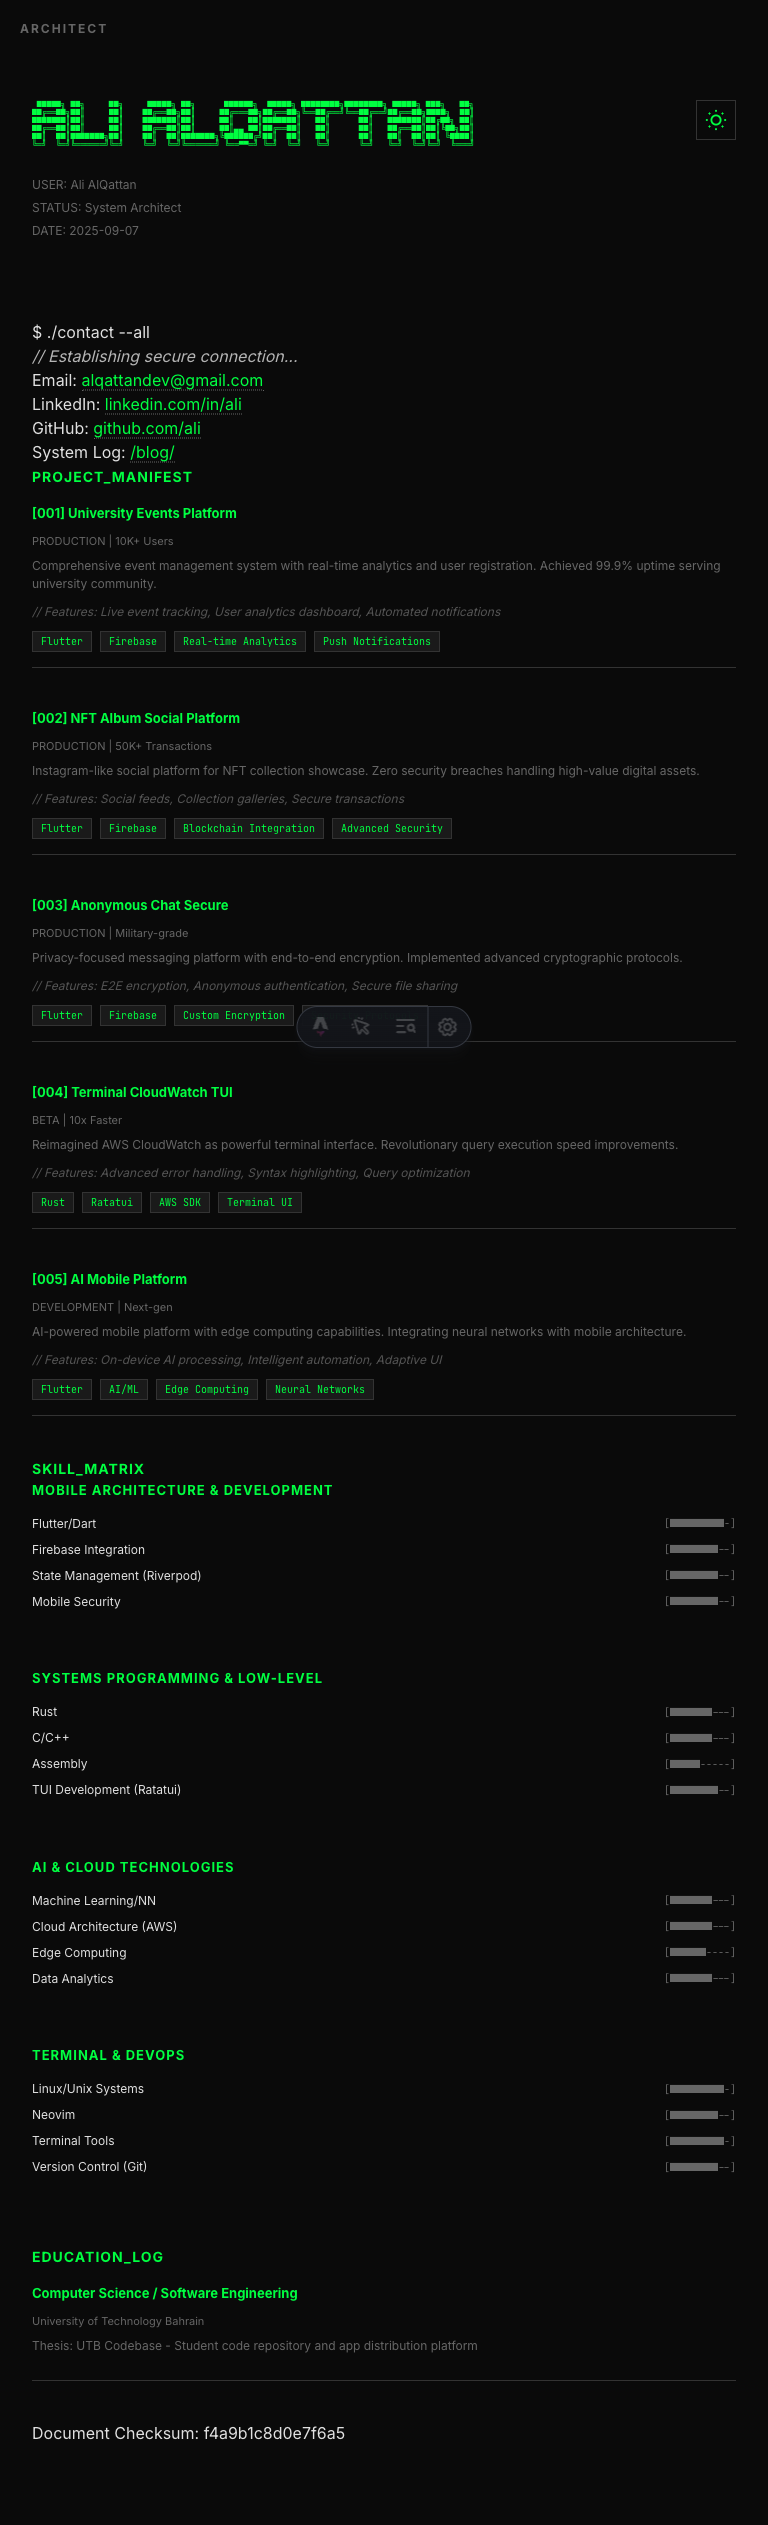 ARCHITECT
ALI ALQATTAN
USER: Ali AlQattan
STATUS: System Architect
DATE: 2025-09-07
$ ./contact --all
// Establishing secure connection...
Email: alqattandev@gmail.com
LinkedIn: linkedin.com/in/ali
GitHub: github.com/ali
System Log: /blog/
PROJECT_MANIFEST
[001] University Events Platform
PRODUCTION | 10K+ Users
Comprehensive event management system with real-time analytics and user registration. Achieved 99.9% uptime serving
university community.
// Features: Live event tracking, User analytics dashboard, Automated notifications
Flutter Firebase Real-time Analytics Push Notifications
[002] NFT Album Social Platform
PRODUCTION | 50K+ Transactions
Instagram-like social platform for NFT collection showcase. Zero security breaches handling high-value digital assets.
// Features: Social feeds, Collection galleries, Secure transactions
Flutter Firebase Blockchain Integration Advanced Security
[003] Anonymous Chat Secure
PRODUCTION | Military-grade
Privacy-focused messaging platform with end-to-end encryption. Implemented advanced cryptographic protocols.
// Features: E2E encryption, Anonymous authentication, Secure file sharing
Flutter Firebase Custom Encryption
[004] Terminal CloudWatch TUI
BETA | 10x Faster
Reimagined AWS CloudWatch as powerful terminal interface. Revolutionary query execution speed improvements.
// Features: Advanced error handling, Syntax highlighting, Query optimization
Rust Ratatui AWS SDK Terminal UI
[005] AI Mobile Platform
DEVELOPMENT | Next-gen
AI-powered mobile platform with edge computing capabilities. Integrating neural networks with mobile architecture.
// Features: On-device AI processing, Intelligent automation, Adaptive UI
Flutter AI/ML Edge Computing Neural Networks
SKILL_MATRIX
MOBILE ARCHITECTURE & DEVELOPMENT
Flutter/Dart [█████████-]
Firebase Integration [████████--]
State Management (Riverpod) [████████--]
Mobile Security [████████--]
SYSTEMS PROGRAMMING & LOW-LEVEL
Rust [███████---]
C/C++ [███████---]
Assembly [█████-----]
TUI Development (Ratatui) [████████--]
AI & CLOUD TECHNOLOGIES
Machine Learning/NN [███████---]
Cloud Architecture (AWS) [███████---]
Edge Computing [██████----]
Data Analytics [███████---]
TERMINAL & DEVOPS
Linux/Unix Systems [█████████-]
Neovim [████████--]
Terminal Tools [█████████-]
Version Control (Git) [████████--]
EDUCATION_LOG
Computer Science / Software Engineering
University of Technology Bahrain
Thesis: UTB Codebase - Student code repository and app distribution platform
Document Checksum: f4a9b1c8d0e7f6a5